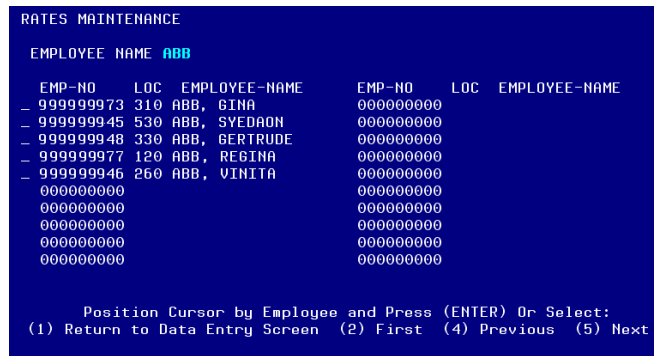 RATES MAINTENANCE
EMPLOYEE NAME ABB
EMP-NO LOC EMPLOYEE-NAME EMP-NO LOC EMPLOYEE-NAME
_ 999999973 310 ABB, GINA 000000000
_ 999999945 530 ABB, SYEDAON 000000000
_ 999999948 330 ABB, GERTRUDE 000000000
_ 999999977 120 ABB, REGINA 000000000
_ 999999946 260 ABB, VINITA 000000000
000000000 000000000
000000000 000000000
000000000 000000000
000000000 000000000
000000000 000000000
Position Cursor by Employee and Press (ENTER) Or Select:
(1) Return to Data Entry Screen (2) First (4) Previous (5) Next